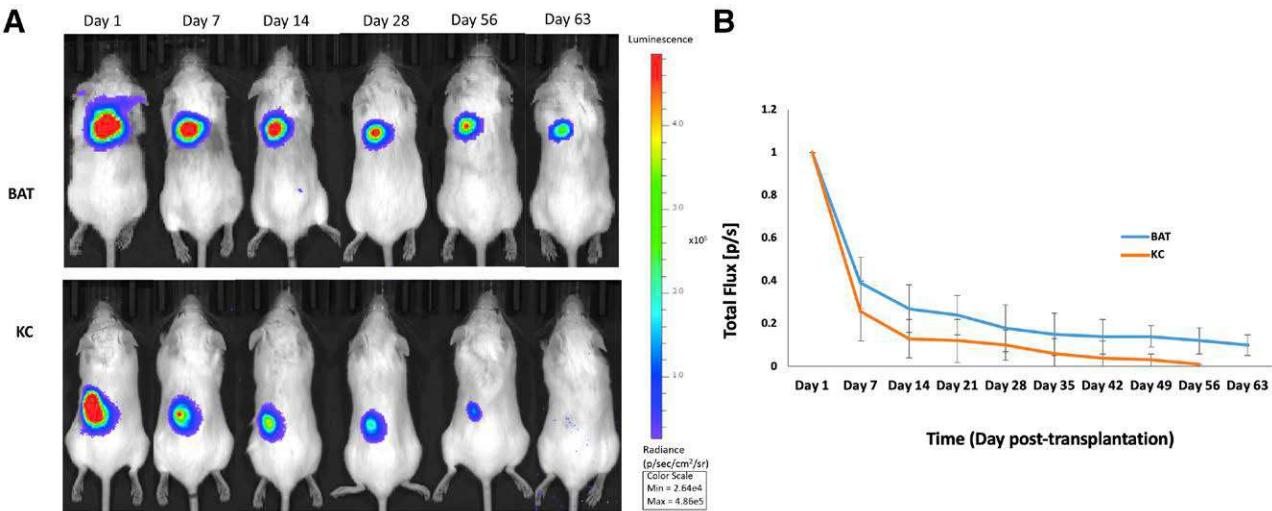 A
Day 1 Day 7 Day 14 Day 28 Day 56 Day 63
BAT
KC
Luminescence
4.0
3.0
x10⁵
2.0
1.0
Radiance
(p/sec/cm²/sr)
Color Scale
Min = 2.64e4
Max = 4.86e5
B
Total Flux [p/s]
1.2
1
0.8
0.6
0.4
0.2
0
BAT
KC
Day 1 Day 7 Day 14 Day 21 Day 28 Day 35 Day 42 Day 49 Day 56 Day 63
Time (Day post-transplantation)